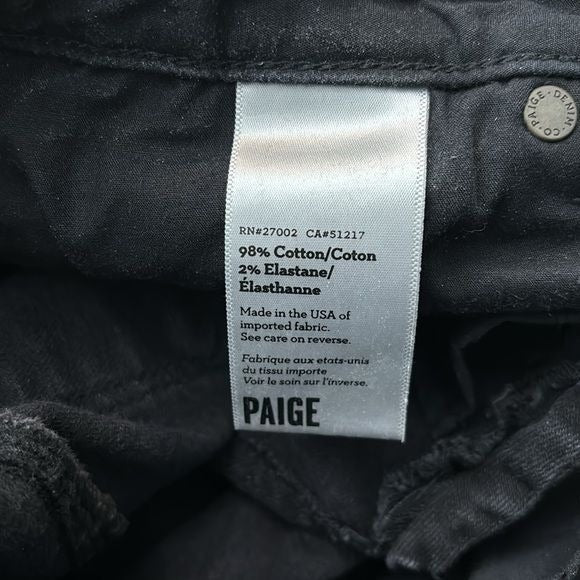 PAIGE · DENIM · CO ·
RN#27002 CA#51217
98% Cotton/Coton
2% Elastane/
Élasthanne
Made in the USA of
imported fabric.
See care on reverse.
Fabrique aux etats-unis
du tissu importe
Voir le soin sur l'inverse.
PAIGE